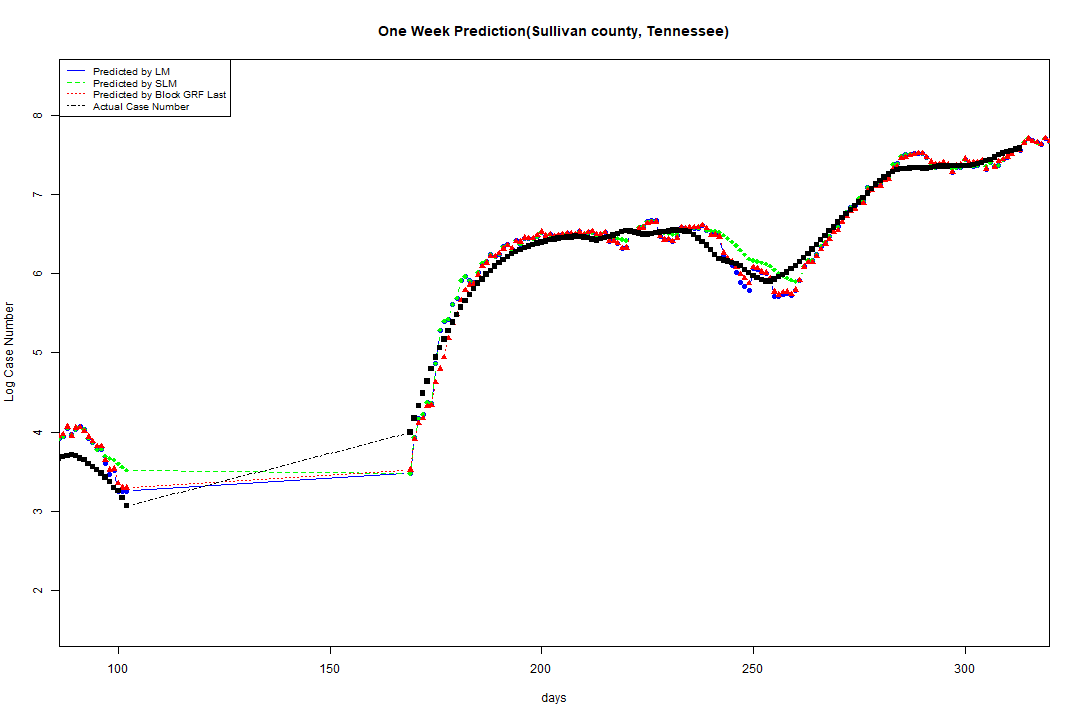 One Week Prediction(Sullivan county, Tennessee)
Predicted by LM
Predicted by SLM
Predicted by Block GRF Last
Actual Case Number
Log Case Number
8
7
6
5
4
3
2
100 150 200 250 300
days